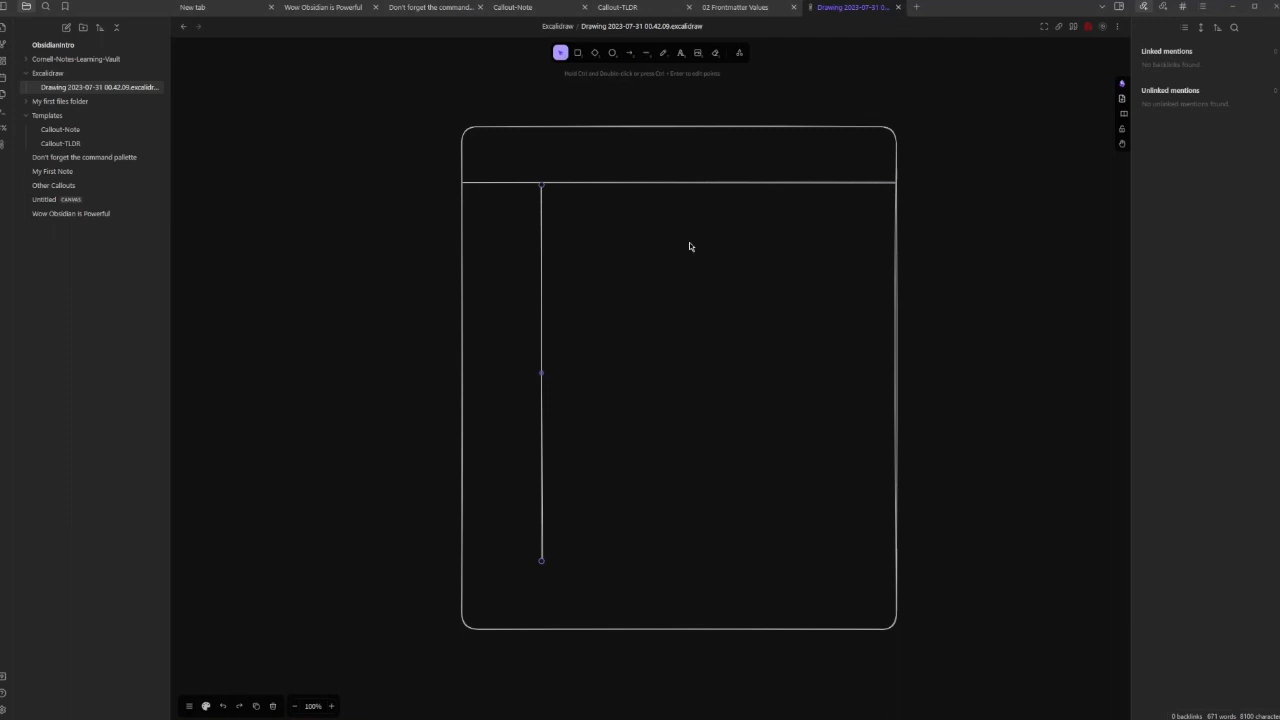 New tab
Wow Obsidian is Powerful
Don't forget the command...
Callout-Note
Callout-TLDR
02 Frontmatter Values
Drawing 2023-07-31 0...
Excalidraw / Drawing 2023-07-31 00.42.09.excalidraw
ObsidianIntro
Cornell-Notes-Learning-Vault
Excalidraw
Drawing 2023-07-31 00.42.09.excalidr...
My first files folder
Templates
Callout-Note
Callout-TLDR
Don't forget the command pallette
My First Note
Other Callouts
Untitled CANVAS
Wow Obsidian is Powerful
Hold Ctrl and Double-click or press Ctrl + Enter to edit points
Linked mentions
No backlinks found.
Unlinked mentions 0
No unlinked mentions found.
100%
0 backlinks 671 words 8100 character